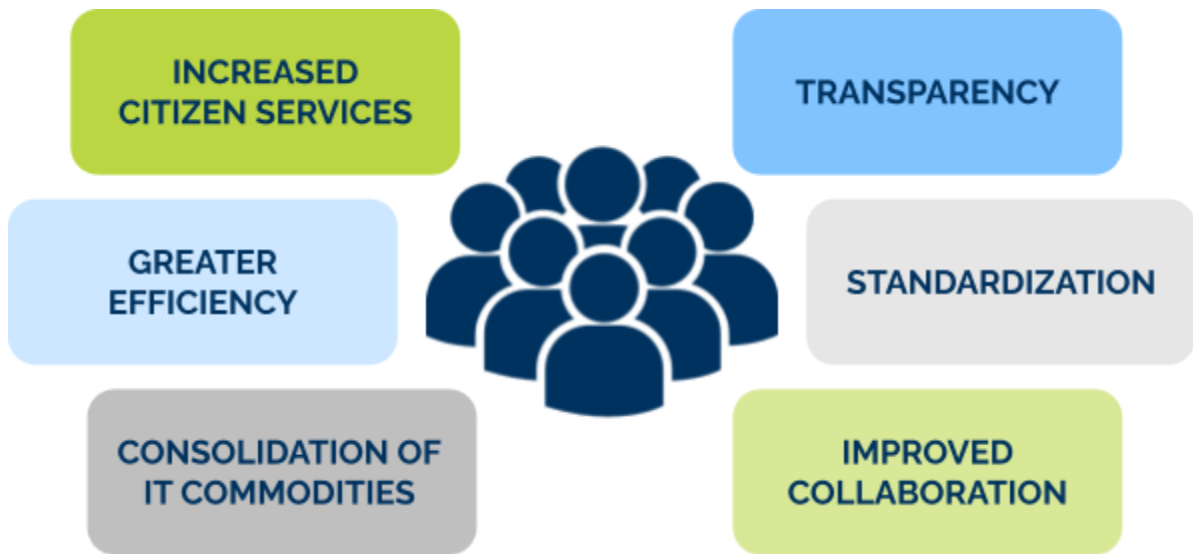 INCREASED
CITIZEN SERVICES
TRANSPARENCY
GREATER
EFFICIENCY
STANDARDIZATION
CONSOLIDATION OF
IT COMMODITIES
IMPROVED
COLLABORATION